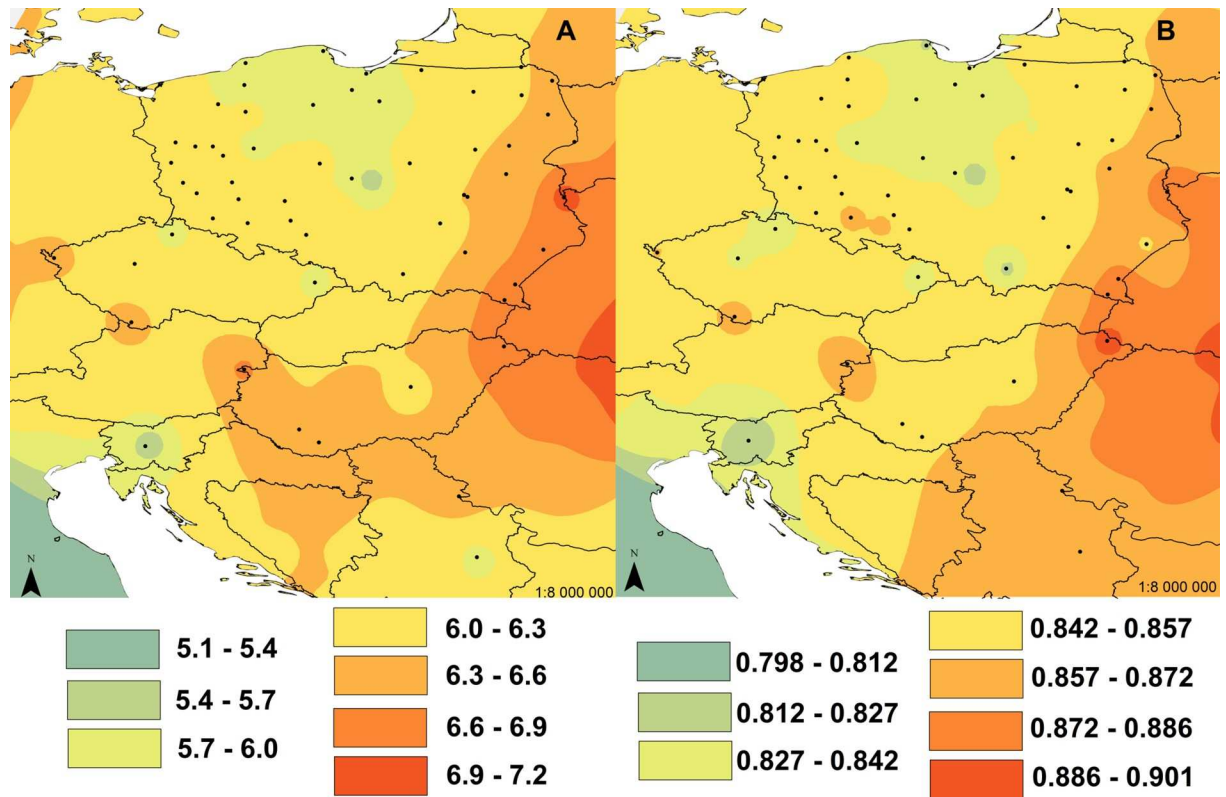 A
B
N
1:8 000 000
N
1:8 000 000
5.1 - 5.4
5.4 - 5.7
5.7 - 6.0
6.0 - 6.3
6.3 - 6.6
6.6 - 6.9
6.9 - 7.2
0.798 - 0.812
0.812 - 0.827
0.827 - 0.842
0.842 - 0.857
0.857 - 0.872
0.872 - 0.886
0.886 - 0.901